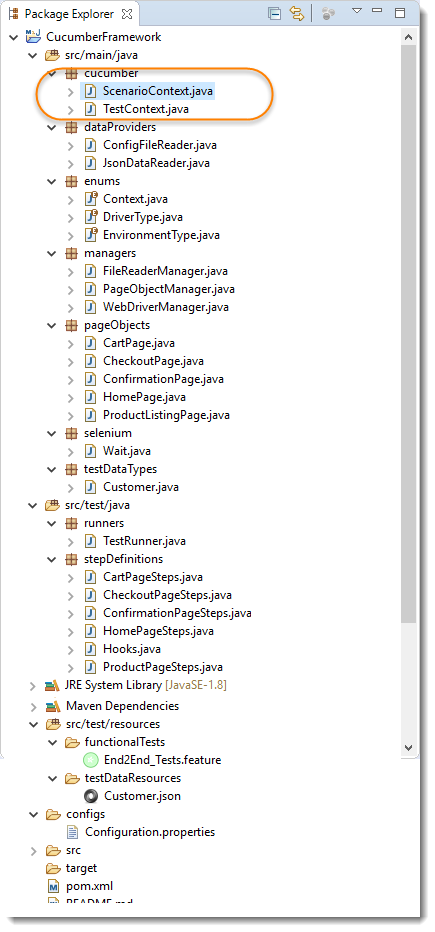 Package Explorer
CucumberFramework
src/main/java
cucumber
ScenarioContext.java
TestContext.java
dataProviders
ConfigFileReader.java
JsonDataReader.java
enums
Context.java
DriverType.java
EnvironmentType.java
managers
FileReaderManager.java
PageObjectManager.java
WebDriverManager.java
pageObjects
CartPage.java
CheckoutPage.java
ConfirmationPage.java
HomePage.java
ProductListingPage.java
selenium
Wait.java
testDataTypes
Customer.java
src/test/java
runners
TestRunner.java
stepDefinitions
CartPageSteps.java
CheckoutPageSteps.java
ConfirmationPageSteps.java
HomePageSteps.java
Hooks.java
ProductPageSteps.java
JRE System Library [JavaSE-1.8]
Maven Dependencies
src/test/resources
functionalTests
End2End_Tests.feature
testDataResources
Customer.json
configs
Configuration.properties
src
target
pom.xml
README.md